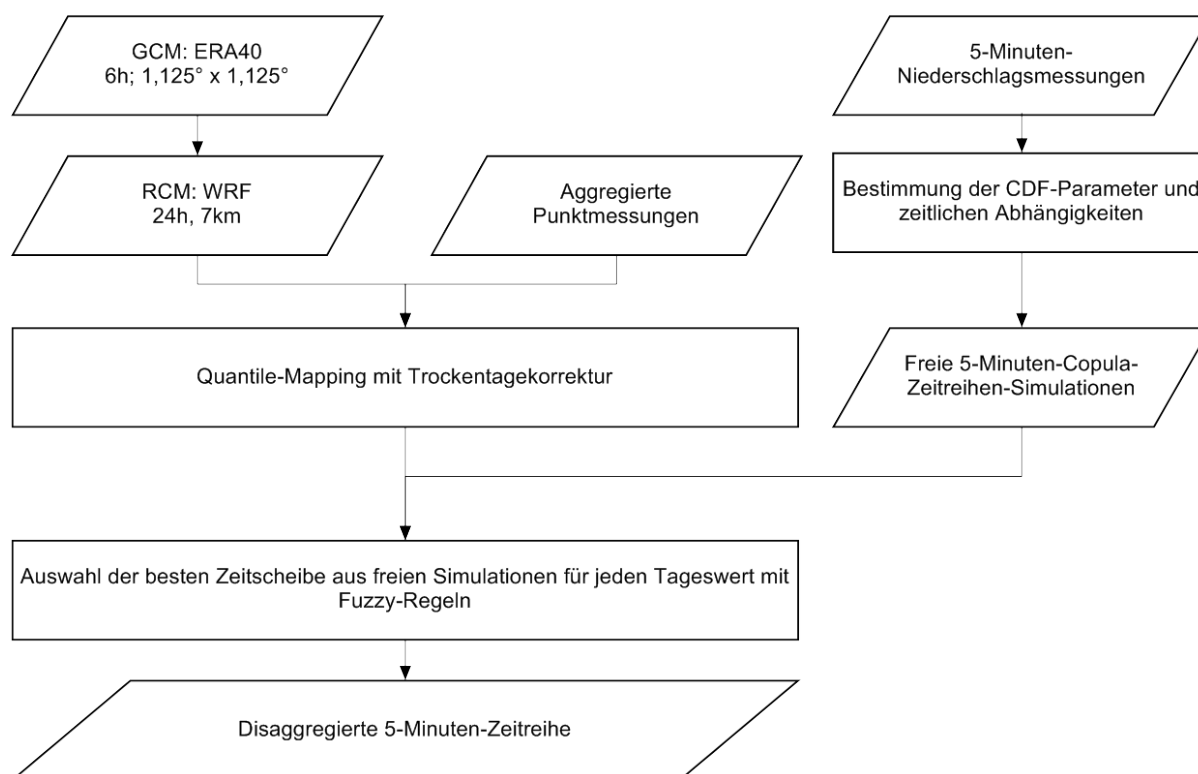 GCM: ERA40
6h; 1,125° x 1,125°
5-Minuten-
Niederschlagsmessungen
RCM: WRF
24h, 7km
Aggregierte
Punktmessungen
Bestimmung der CDF-Parameter und
zeitlichen Abhängigkeiten
Quantile-Mapping mit Trockentagekorrektur
Freie 5-Minuten-Copula-
Zeitreihen-Simulationen
Auswahl der besten Zeitscheibe aus freien Simulationen für jeden Tageswert mit
Fuzzy-Regeln
Disaggregierte 5-Minuten-Zeitreihe